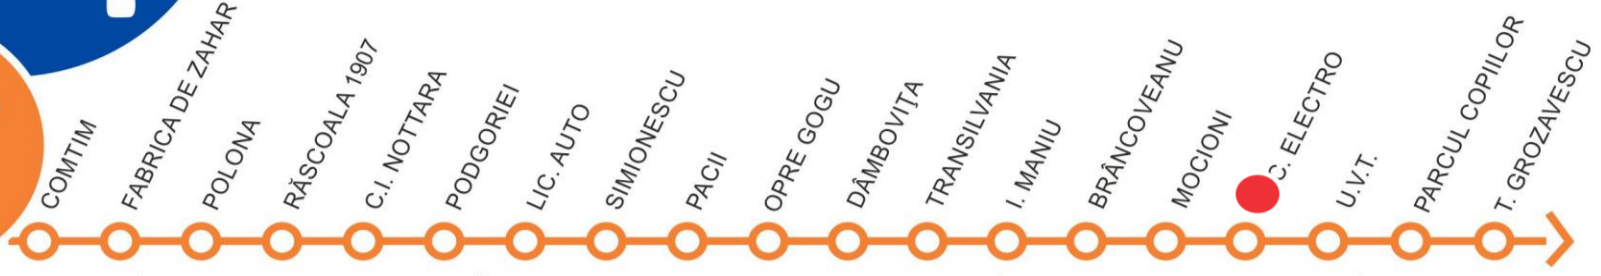 COMTIM
FABRICA DE ZAHAR
POLONA
RĂSCOALA 1907
C.I. NOTTARA
PODGORIEI
LIC. AUTO
SIMIONESCU
PACII
OPRE GOGU
DÂMBOVIŢA
TRANSILVANIA
I. MANIU
BRÂNCOVEANU
MOCIONI
C. ELECTRO
U.V.T.
PARCUL COPIILOR
T. GROZAVESCU